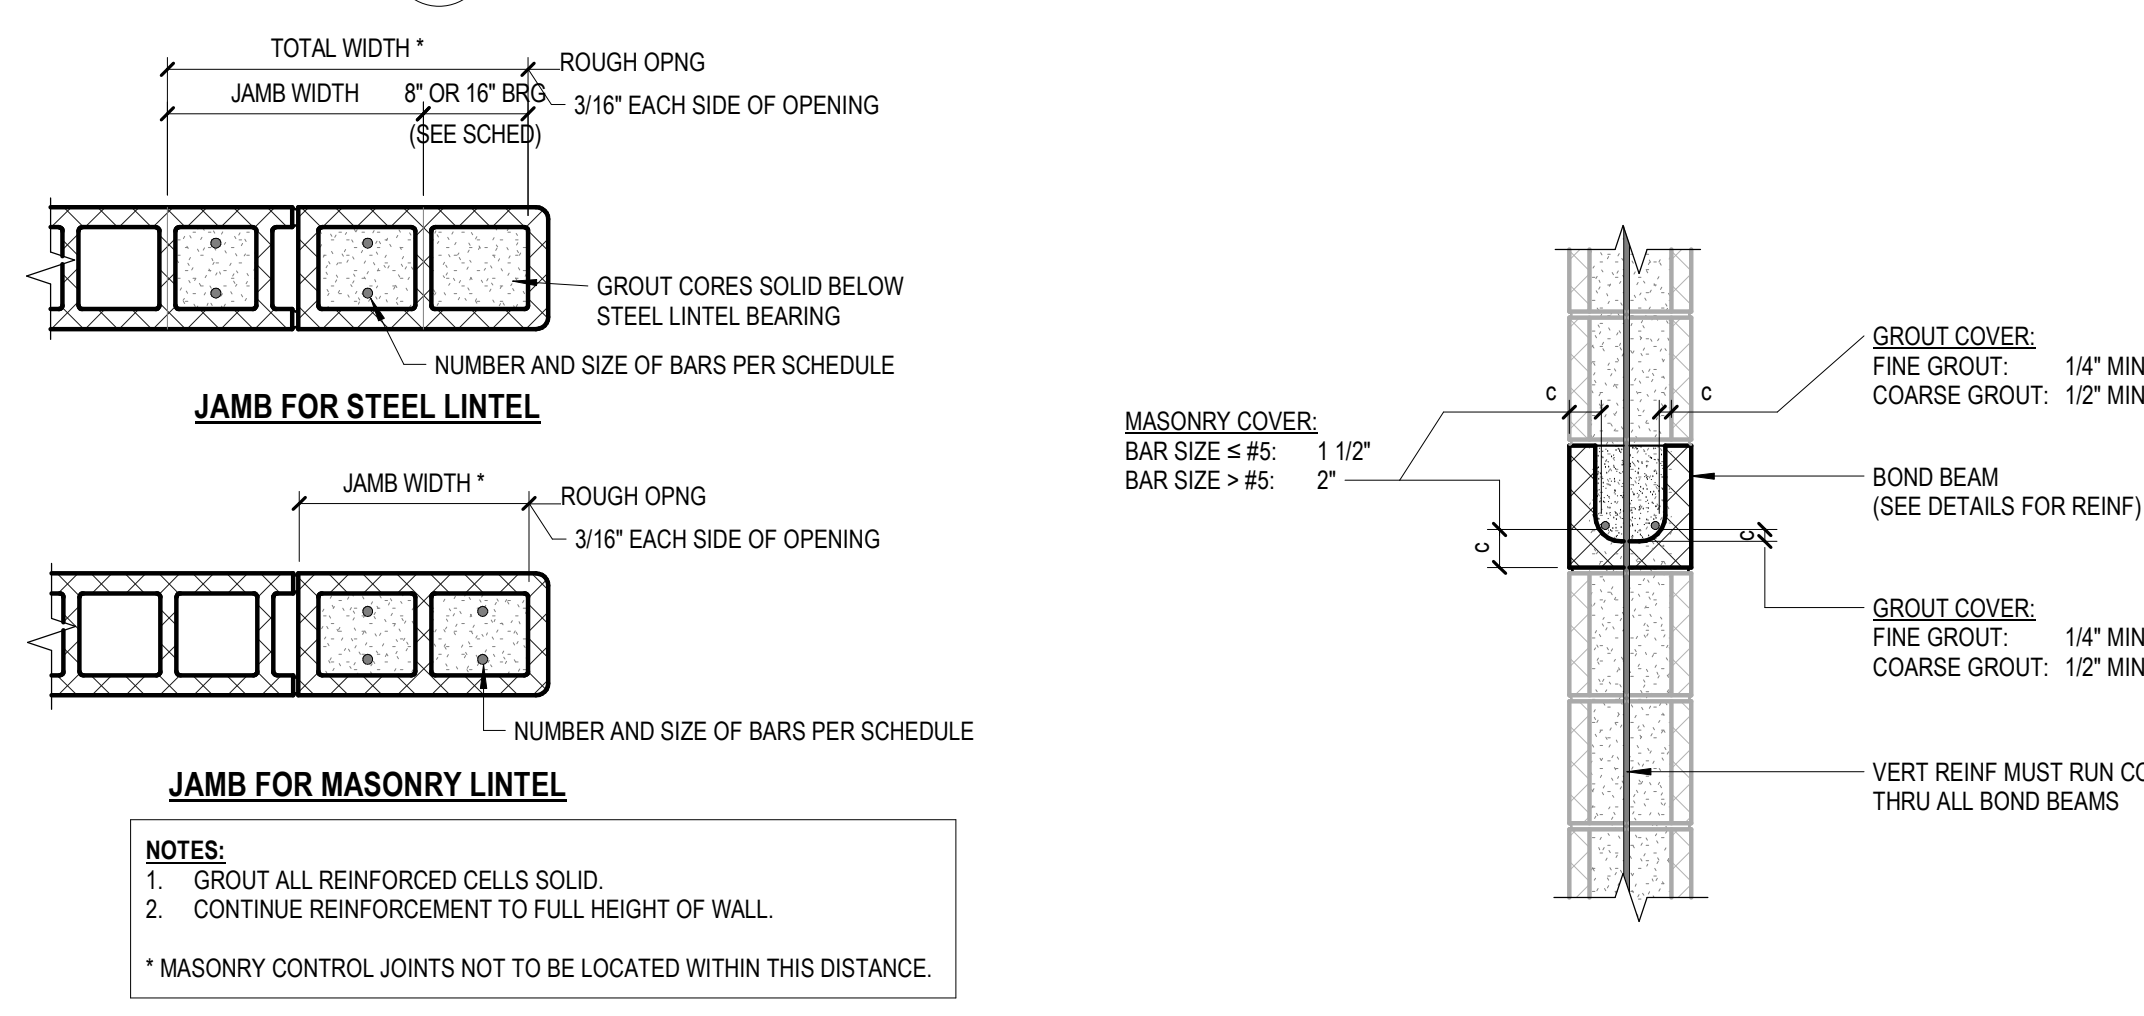 TOTAL WIDTH *
ROUGH OPNG
JAMB WIDTH
8" OR 16" BRG
3/16" EACH SIDE OF OPENING
(SEE SCHED)
GROUT CORES SOLID BELOW
STEEL LINTEL BEARING
NUMBER AND SIZE OF BARS PER SCHEDULE
JAMB FOR STEEL LINTEL
JAMB WIDTH *
ROUGH OPNG
3/16" EACH SIDE OF OPENING
NUMBER AND SIZE OF BARS PER SCHEDULE
JAMB FOR MASONRY LINTEL
NOTES:
1. GROUT ALL REINFORCED CELLS SOLID.
2. CONTINUE REINFORCEMENT TO FULL HEIGHT OF WALL.
* MASONRY CONTROL JOINTS NOT TO BE LOCATED WITHIN THIS DISTANCE.
MASONRY COVER:
BAR SIZE ≤ #5: 1 1/2"
BAR SIZE > #5: 2"
c
c
c
c
GROUT COVER:
FINE GROUT: 1/4" MIN
COARSE GROUT: 1/2" MIN
BOND BEAM
(SEE DETAILS FOR REINF)
GROUT COVER:
FINE GROUT: 1/4" MIN
COARSE GROUT: 1/2" MIN
VERT REINF MUST RUN
THRU ALL BOND BEAMS